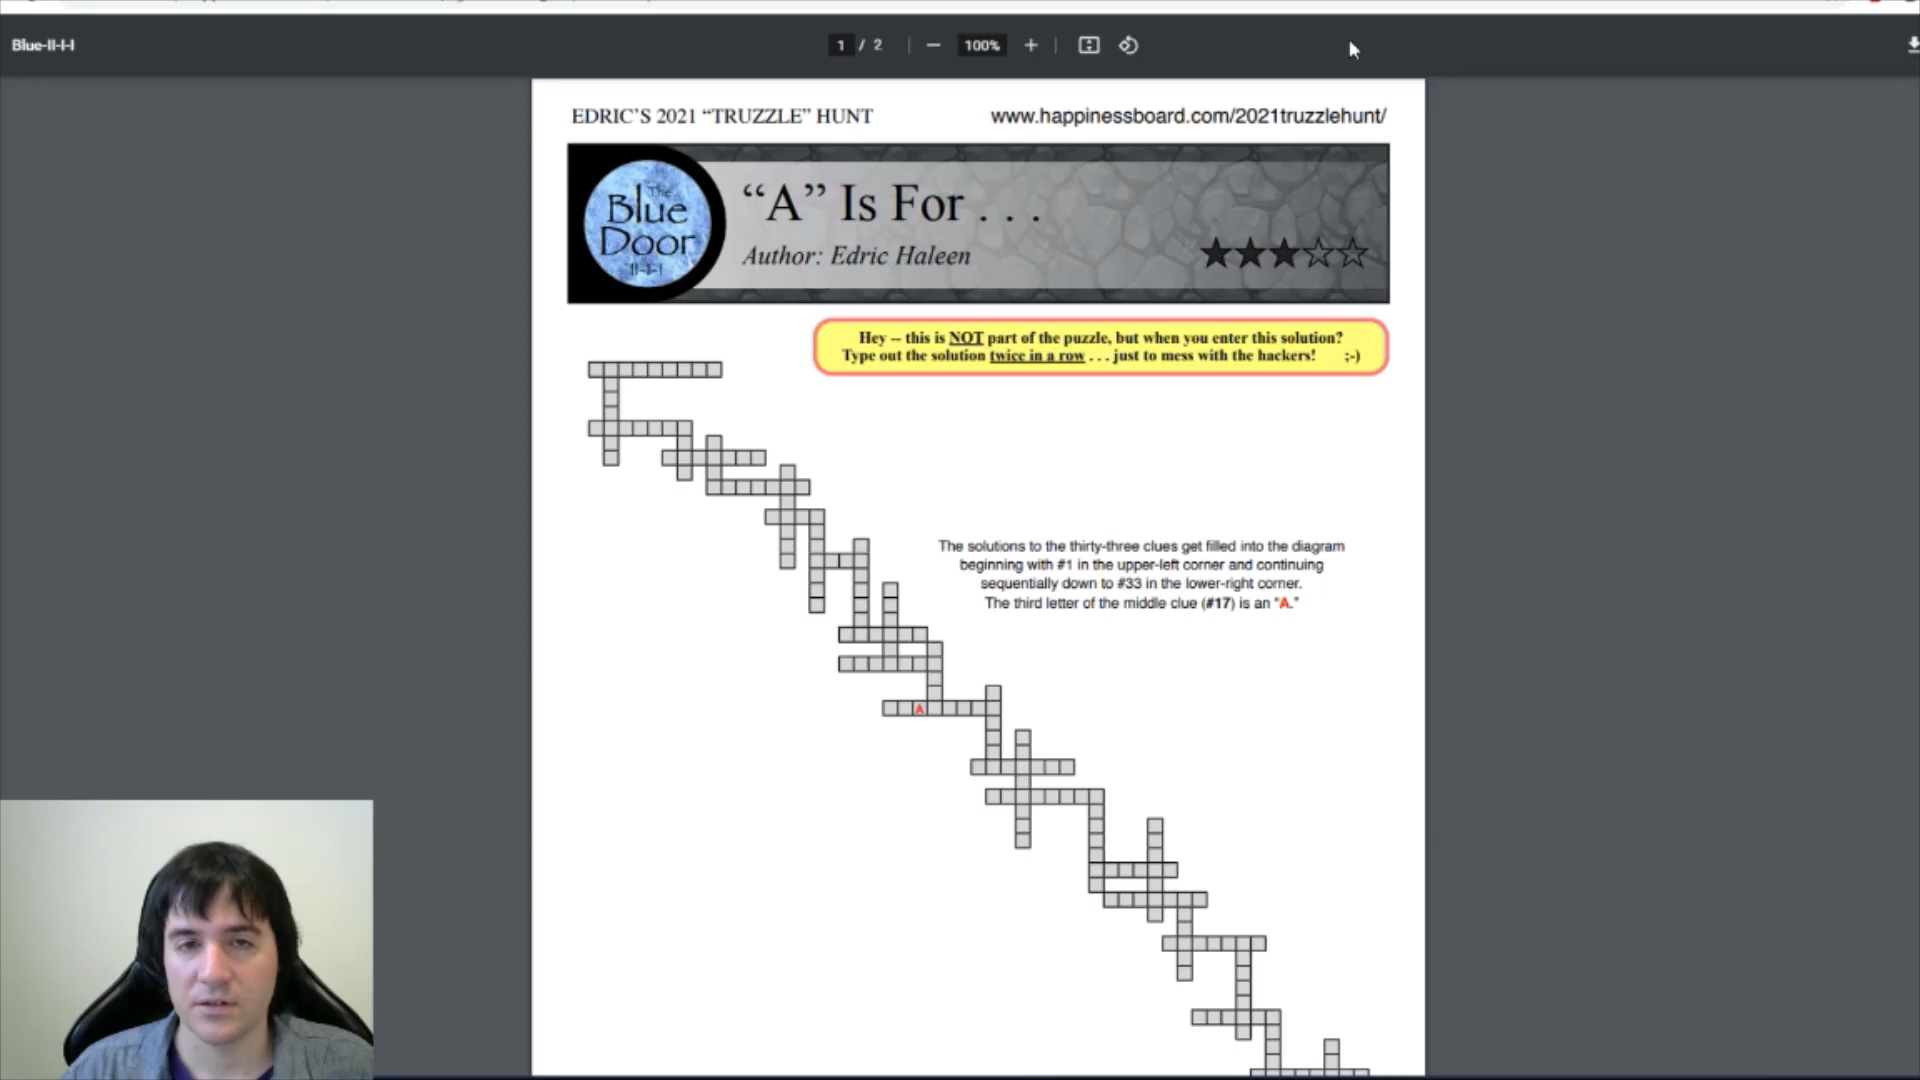 Blue-II-I-I
1 / 2
100%
EDRIC'S 2021 “TRUZZLE” HUNT
www.happinessboard.com/2021truzzlehunt/
The
Blue
Door
II-I-I
“A” Is For . . .
Author: Edric Haleen
Hey – this is NOT part of the puzzle, but when you enter this solution?
Type out the solution twice in a row . . . just to mess with the hackers! ;-)
The solutions to the thirty-three clues get filled into the diagram
beginning with #1 in the upper-left corner and continuing
sequentially down to #33 in the lower-right corner.
The third letter of the middle clue (#17) is an “A.”
A